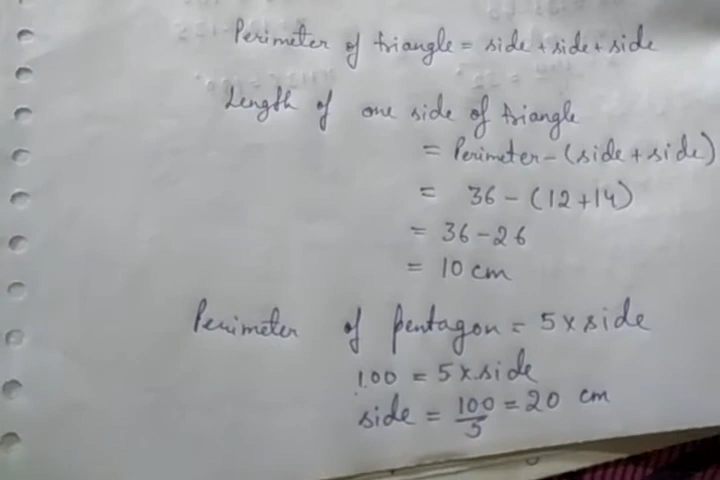 Perimeter of triangle = side + side + side
Length of one side of triangle
= Perimeter - (side + side)
= 36 - (12 + 14)
= 36 - 26
= 10 cm
Perimeter of pentagon = 5 x side
100 = 5 x side
side = 100/5 = 20 cm